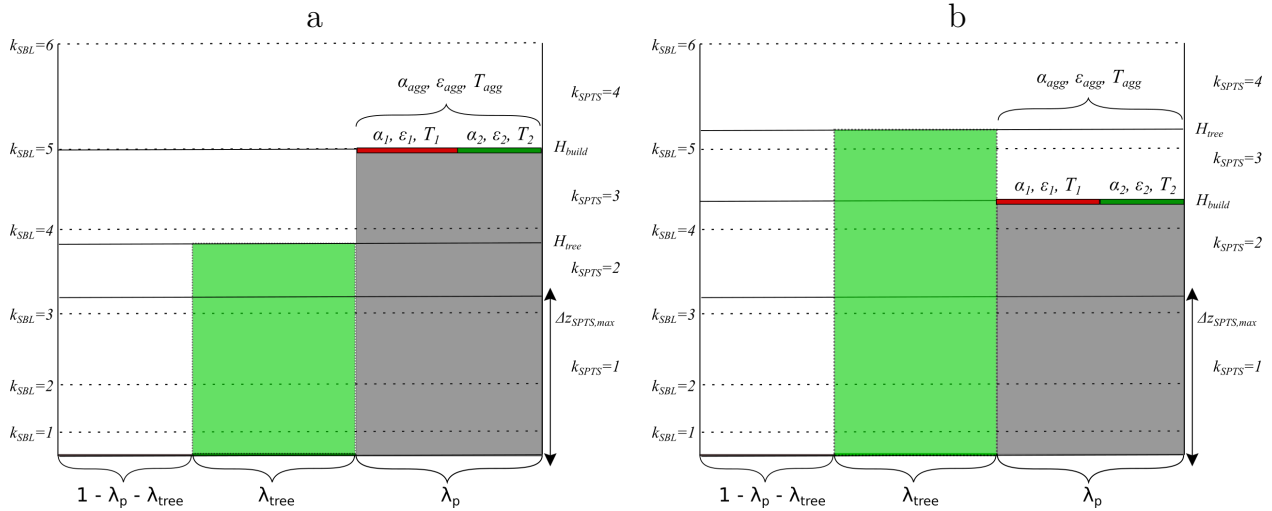 a
k_SBL=6
α_agg, ε_agg, T_agg
k_SPTS=4
α_1, ε_1, T_1 α_2, ε_2, T_2
k_SBL=5
H_build
k_SPTS=3
k_SBL=4
H_tree
k_SPTS=2
k_SBL=3
Δz_SPTS,max
k_SPTS=1
k_SBL=2
k_SBL=1
1 - λ_p - λ_tree λ_tree λ_p
b
k_SBL=6
α_agg, ε_agg, T_agg
k_SPTS=4
H_tree
k_SBL=5
k_SPTS=3
α_1, ε_1, T_1 α_2, ε_2, T_2
H_build
k_SBL=4
k_SPTS=2
k_SBL=3
Δz_SPTS,max
k_SPTS=1
k_SBL=2
k_SBL=1
1 - λ_p - λ_tree λ_tree λ_p